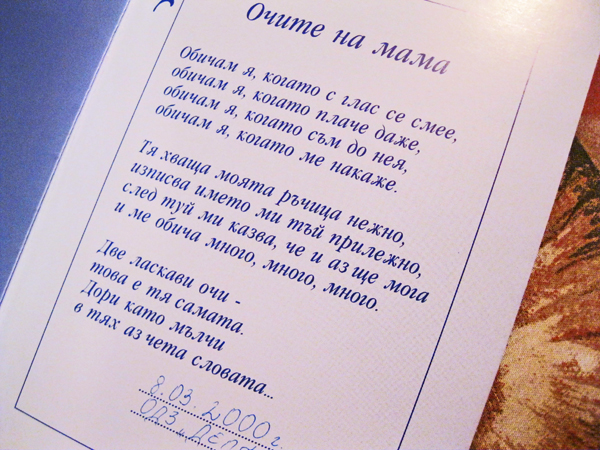 Очите на мама
Обичам я, когато с глас се смее,
обичам я, когато плаче даже,
обичам я, когато съм до нея,
обичам я, когато ме накаже.
Тя хваща моята ръчица нежно,
изписва името ми тъй прилежно,
след туй ми казва, че и аз ще мога
и ме обича много, много, много.
Две ласкави очи -
това е тя самата.
Дори като мълчи
в тях аз чета словата...
8.03.2000 г.
ОДЗ